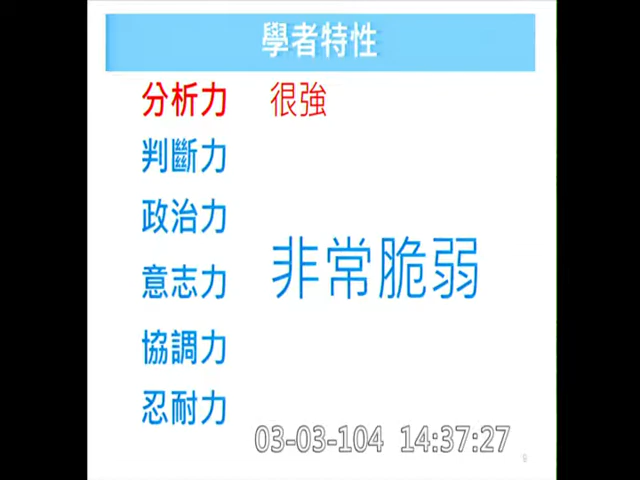 學者特性
分析力 很強
判斷力
政治力
意志力 非常脆弱
協調力
忍耐力
03-03-104 14:37:27
9